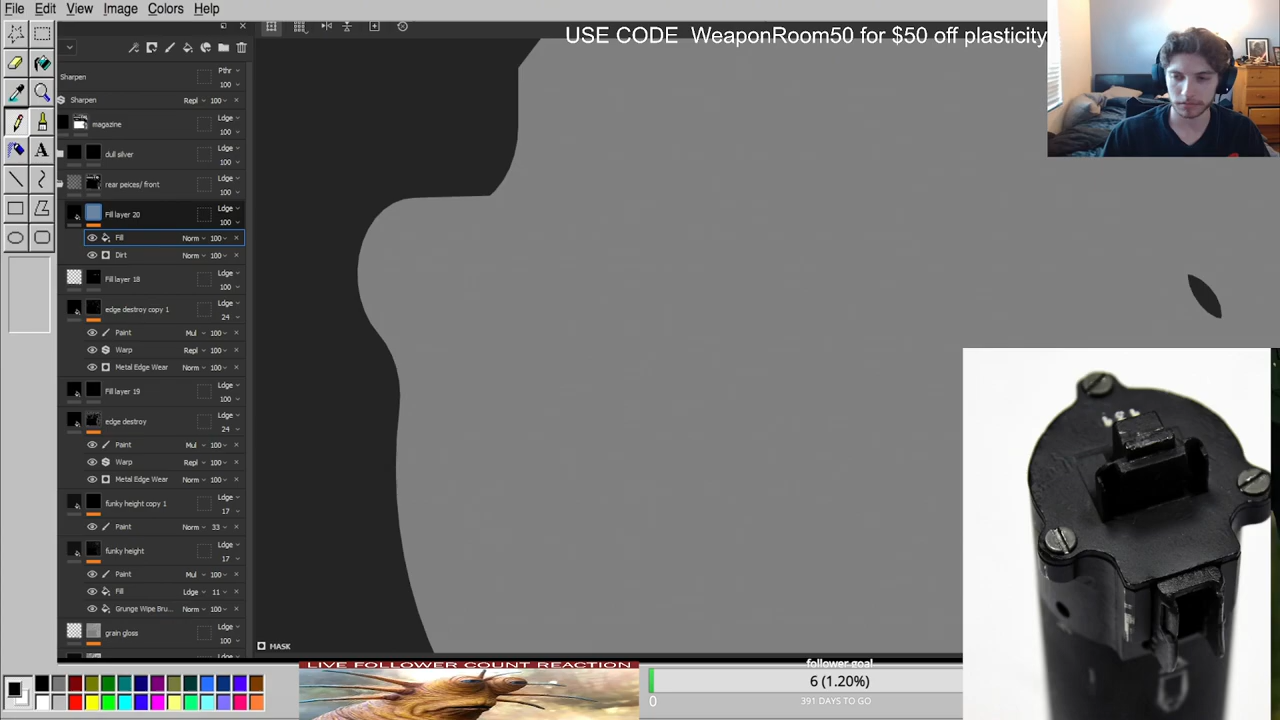 File Edit View Image Colors Help
USE CODE WeaponRoom50 for $50 off plasticity
Sharpen Pthr 100
Sharpen Repl 100
magazine Ldge 100
dull silver Ldge 100
rear peices/ front Ldge 100
Fill layer 20 Ldge 100
Fill Norm 100
Dirt Norm 100
Fill layer 18 Ldge 100
edge destroy copy 1 Ldge 24
Paint Mul 100
Warp Repl 100
Metal Edge Wear Norm 100
Fill layer 19 Ldge 100
edge destroy Ldge 24
Paint Mul 100
Warp Repl 100
Metal Edge Wear Norm 100
funky height copy 1 Ldge 17
Paint Norm 33
funky height Ldge 17
Paint Mul 100
Fill Ldge 11
Grunge Wipe Bru... Norm 100
grain gloss Ldge 100
MASK
LIVE FOLLOWER COUNT REACTION
follower goal
6 (1.20%)
0
391 DAYS TO GO